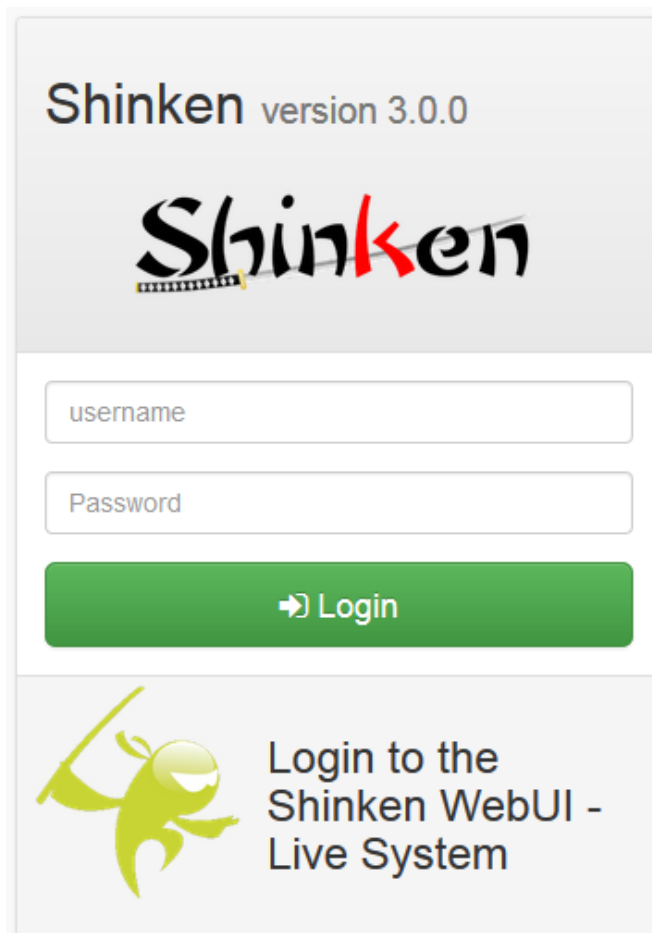 Shinken version 3.0.0
Shinken
username
Password
Login
Login to the
Shinken WebUI -
Live System